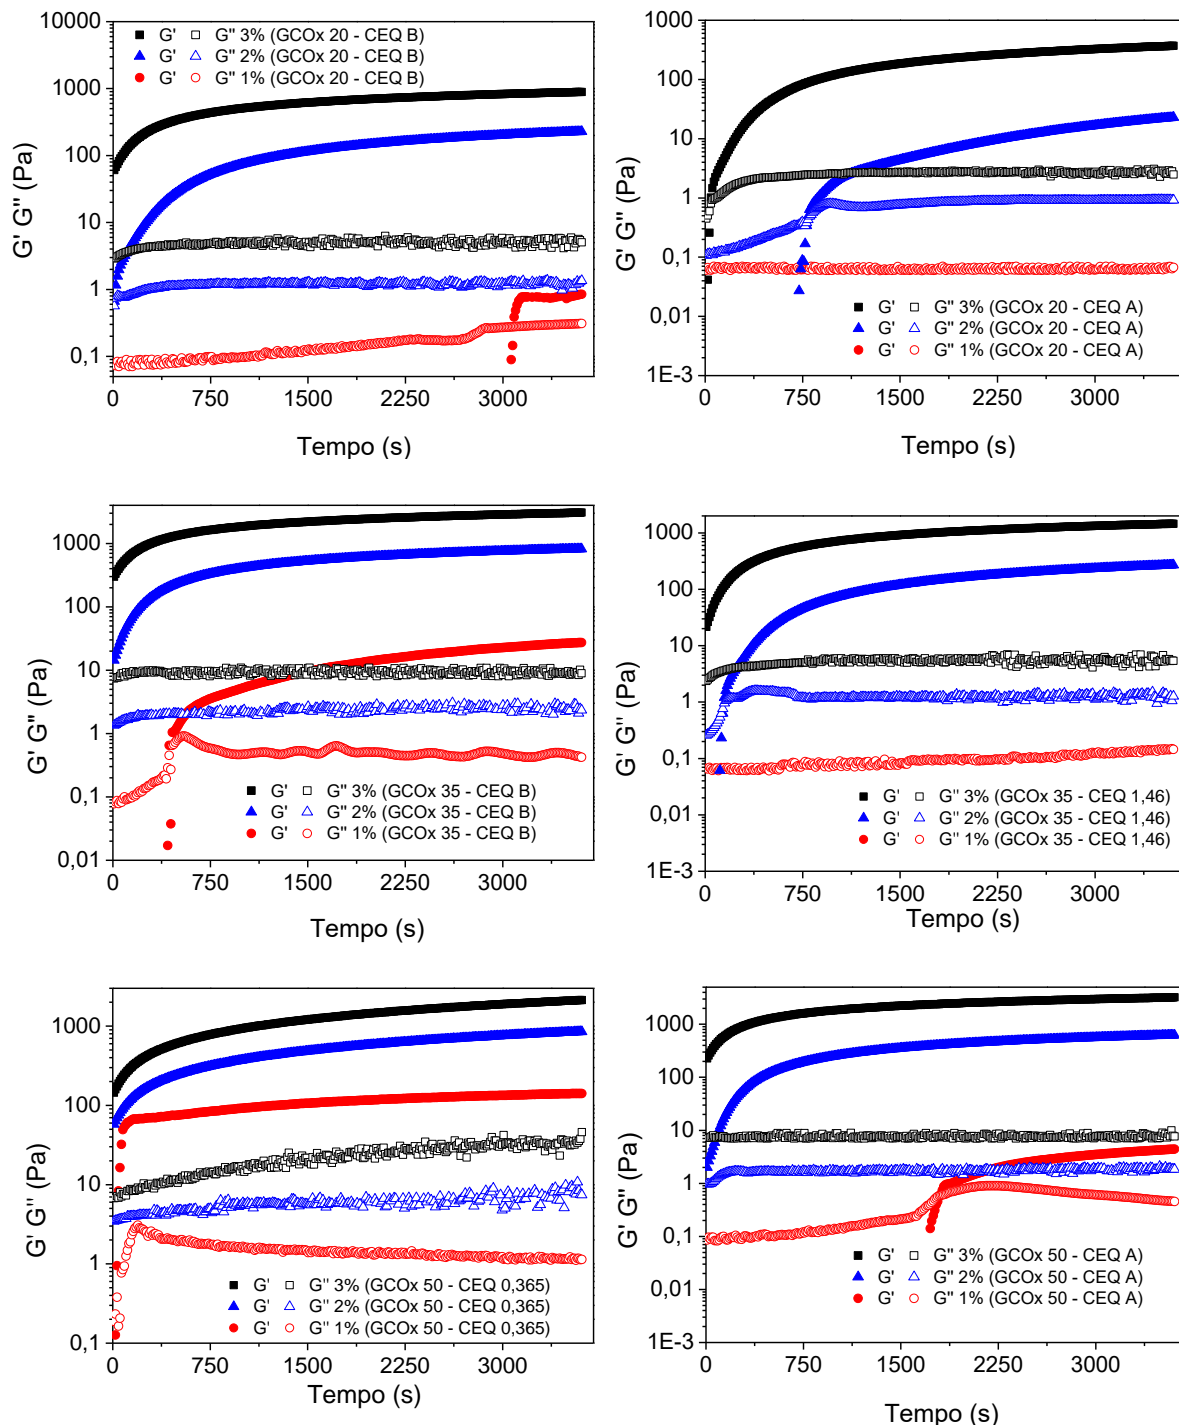 10000
1000
100
10
1
0,1
G' G" (Pa)
G' G" 3% (GCOx 20 - CEQ B)
G' G" 2% (GCOx 20 - CEQ B)
G' G" 1% (GCOx 20 - CEQ B)
0 750 1500 2250 3000
Tempo (s)
1000
100
10
1
0,1
0,01
1E-3
G' G" (Pa)
G' G" 3% (GCOx 20 - CEQ A)
G' G" 2% (GCOx 20 - CEQ A)
G' G" 1% (GCOx 20 - CEQ A)
0 750 1500 2250 3000
Tempo (s)
1000
100
10
1
0,1
0,01
G' G" (Pa)
G' G" 3% (GCOx 35 - CEQ B)
G' G" 2% (GCOx 35 - CEQ B)
G' G" 1% (GCOx 35 - CEQ B)
0 750 1500 2250 3000
Tempo (s)
1000
100
10
1
0,1
0,01
1E-3
G' G" (Pa)
G' G" 3% (GCOx 35 - CEQ 1,46)
G' G" 2% (GCOx 35 - CEQ 1,46)
G' G" 1% (GCOx 35 - CEQ 1,46)
0 750 1500 2250 3000
Tempo (s)
1000
100
10
1
0,1
G' G" (Pa)
G' G" 3% (GCOx 50 - CEQ 0,365)
G' G" 2% (GCOx 50 - CEQ 0,365)
G' G" 1% (GCOx 50 - CEQ 0,365)
0 750 1500 2250 3000
Tempo (s)
1000
100
10
1
0,1
0,01
1E-3
G' G" (Pa)
G' G" 3% (GCOx 50 - CEQ A)
G' G" 2% (GCOx 50 - CEQ A)
G' G" 1% (GCOx 50 - CEQ A)
0 750 1500 2250 3000
Tempo (s)